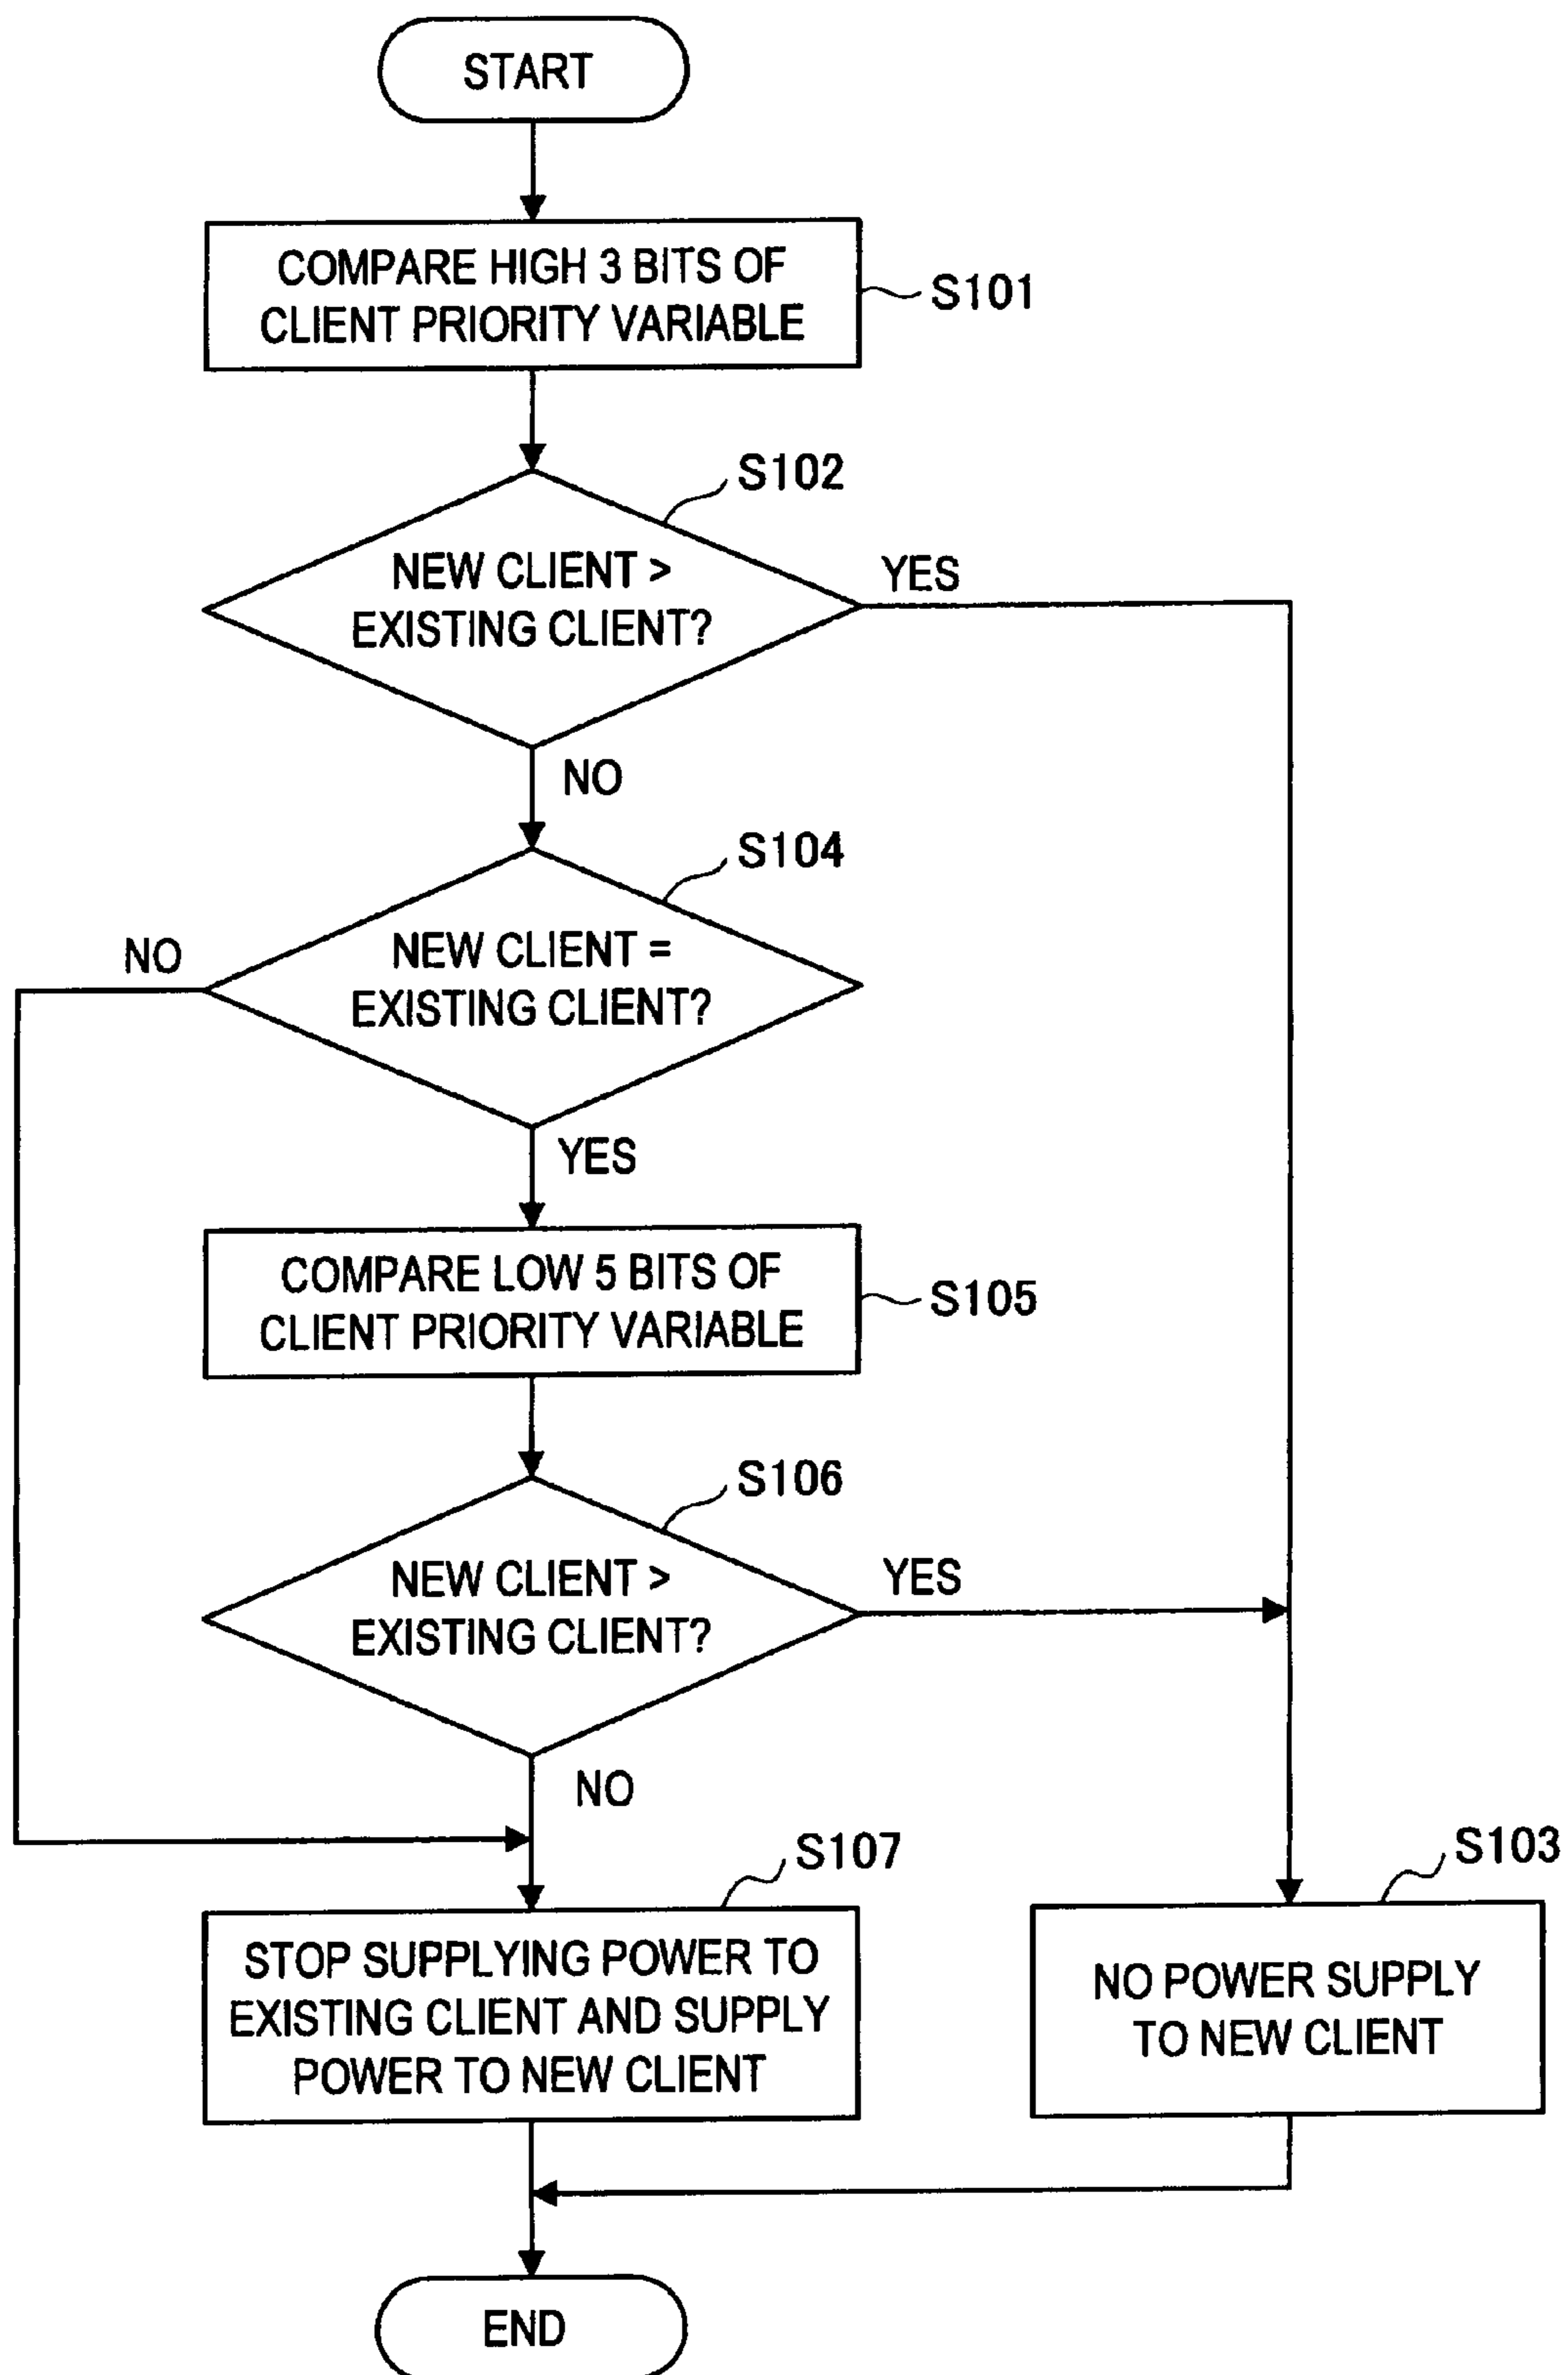 START
COMPARE HIGH 3 BITS OF
CLIENT PRIORITY VARIABLE
S101
S102
NEW CLIENT >
EXISTING CLIENT?
YES
NO
S104
NEW CLIENT =
EXISTING CLIENT?
NO
YES
COMPARE LOW 5 BITS OF
CLIENT PRIORITY VARIABLE
S105
S106
NEW CLIENT >
EXISTING CLIENT?
YES
NO
S107
STOP SUPPLYING POWER TO
EXISTING CLIENT AND SUPPLY
POWER TO NEW CLIENT
S103
NO POWER SUPPLY
TO NEW CLIENT
END